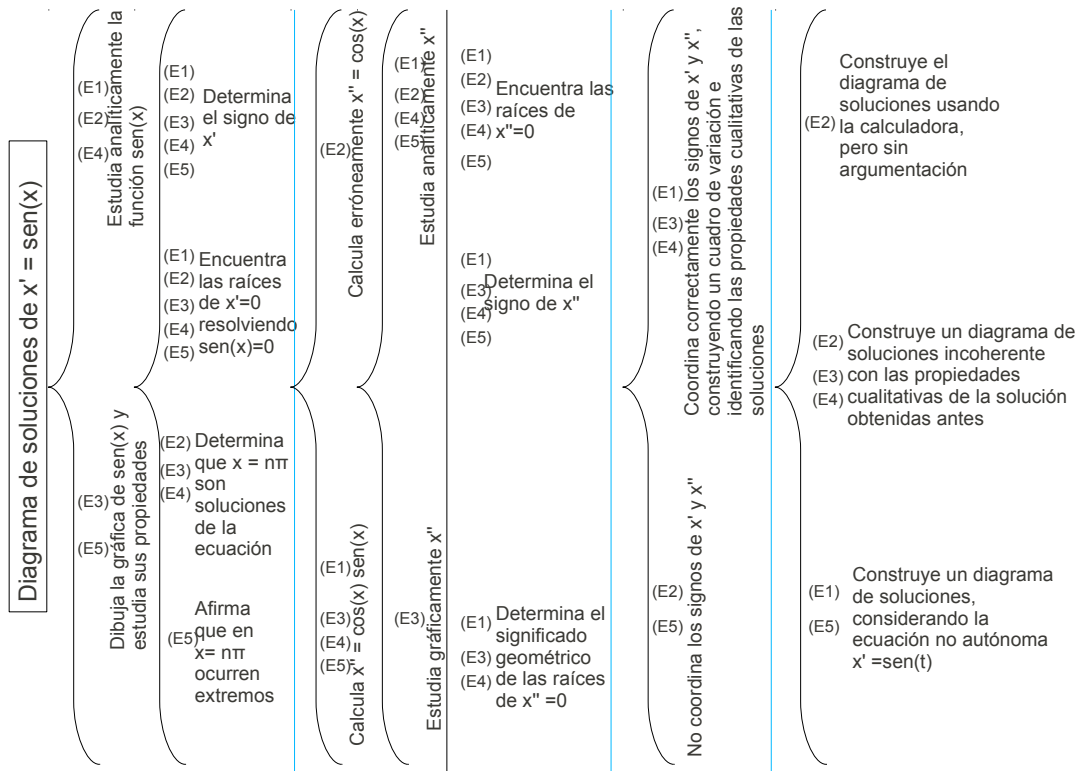 Diagrama de soluciones de x' = sen(x)
(E1)
(E2)
(E4)
Estudia analíticamente la
función sen(x)
(E3)
(E5)
Dibuja la gráfica de sen(x) y
estudia sus propiedades
(E1)
(E2)
(E3)
(E4)
(E5)
Determina
el signo de
x'
(E1)
(E2)
(E3)
(E4)
(E5)
Encuentra
las raíces
de x'=0
resolviendo
sen(x)=0
(E2)
(E3)
(E4)
Determina
que x = nπ
son
soluciones
de la
ecuación
(E5)
Afirma
que en
x= nπ
ocurren
extremos
(E2)
Calcula erróneamente x'' = cos(x)
(E1)
(E3)
(E4)
(E5)
Calcula x'' = cos(x) sen(x)
(E1)
(E2)
(E4)
(E5)
Estudia analíticamente x''
(E3)
Estudia gráficamente x''
(E1)
(E2)
(E3)
(E4)
(E5)
Encuentra las
raíces de
x''=0
(E1)
(E3)
(E4)
(E5)
Determina el
signo de x''
(E1)
(E3)
(E4)
Determina el
significado
geométrico
de las raíces
de x'' =0
(E1)
(E3)
(E4)
Coordina correctamente los signos de x' y x'',
construyendo un cuadro de variación e
identificando las propiedades cualitativas de las
soluciones
(E2)
(E5)
No coordina los signos de x' y x''
(E2)
Construye el
diagrama de
soluciones usando
la calculadora,
pero sin
argumentación
(E2)
(E3)
(E4)
Construye un diagrama de
soluciones incoherente
con las propiedades
cualitativas de la solución
obtenidas antes
(E1)
(E5)
Construye un diagrama
de soluciones,
considerando la
ecuación no autónoma
x' =sen(t)